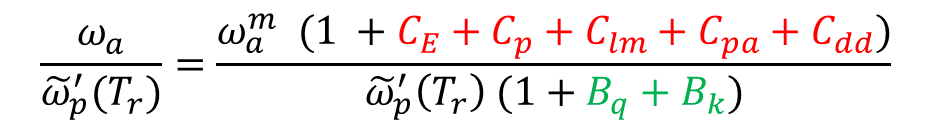 ω_a / ω̃′_p(T_r) = ω_a^m (1 + C_E + C_p + C_lm + C_pa + C_dd) / ω̃′_p(T_r) (1 + B_q + B_k)